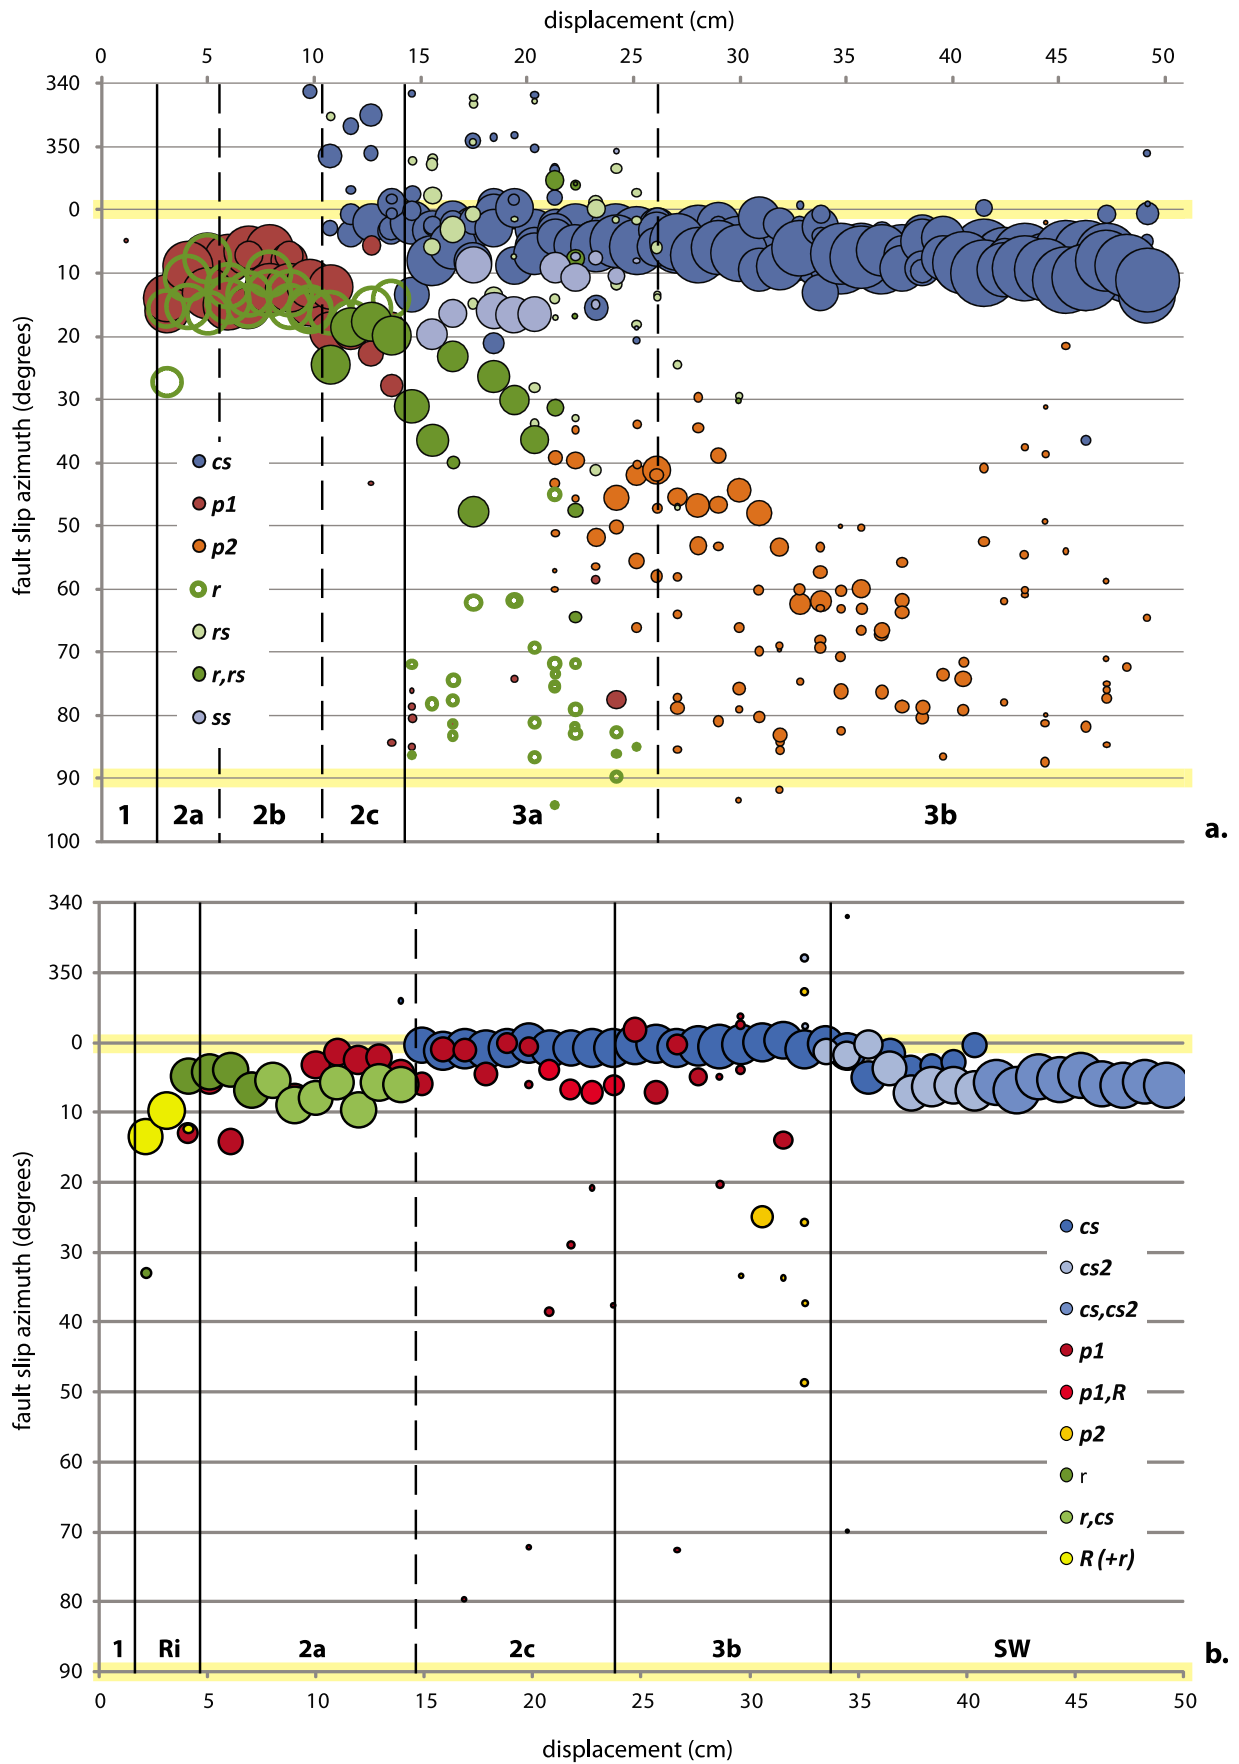 displacement (cm)
0 5 10 15 20 25 30 35 40 45 50
340
350
0
10
20
30
40
50
60
70
80
90
100
fault slip azimuth (degrees)
cs
p1
p2
r
rs
r,rs
ss
1 2a 2b 2c 3a 3b
a.
340
350
0
10
20
30
40
50
60
70
80
90
fault slip azimuth (degrees)
cs
cs2
cs,cs2
p1
p1,R
p2
r
r,cs
R (+r)
1 Ri 2a 2c 3b SW
b.
0 5 10 15 20 25 30 35 40 45 50
displacement (cm)